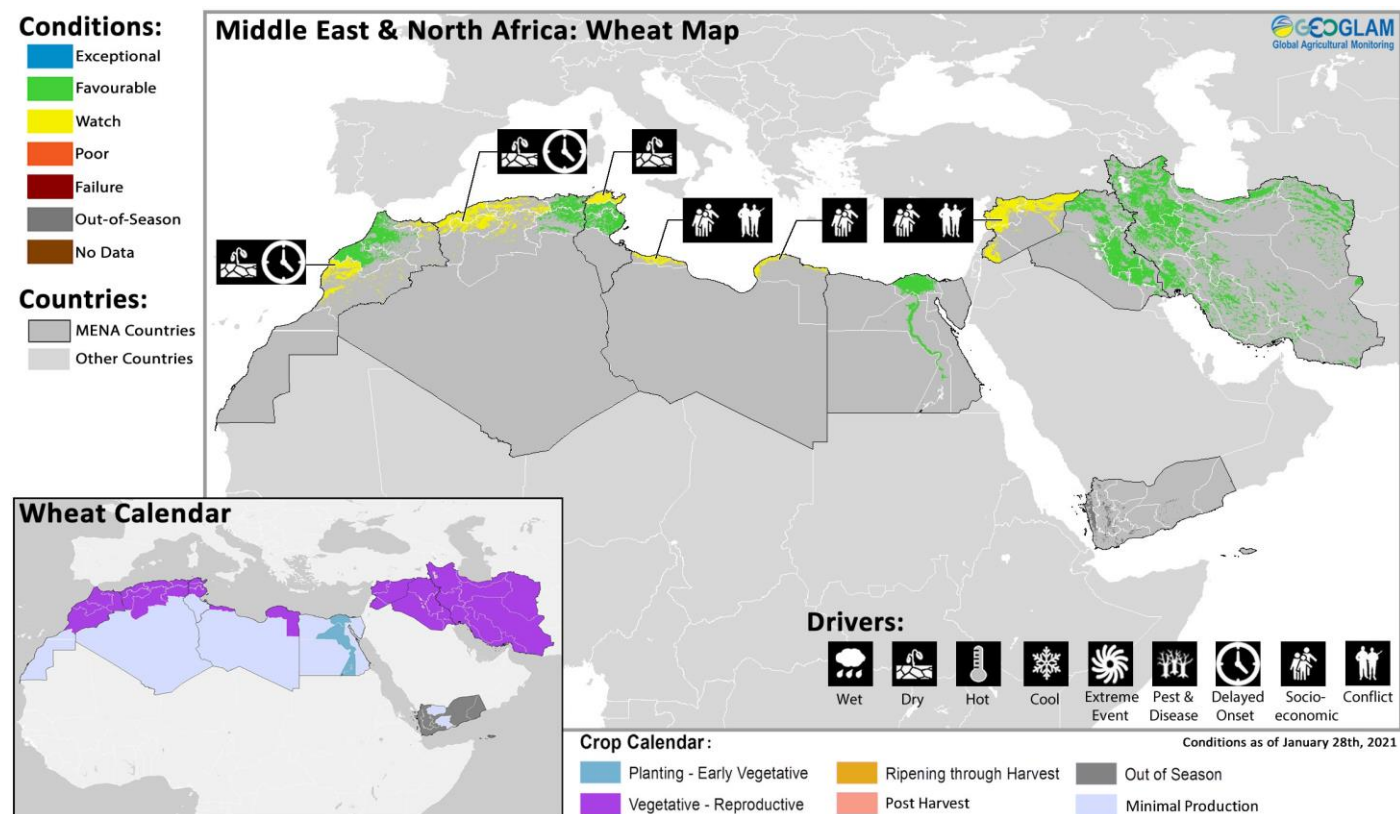 Conditions:
Exceptional
Favourable
Watch
Poor
Failure
Out-of-Season
No Data
Countries:
MENA Countries
Other Countries
Middle East & North Africa: Wheat Map
GEOGLAM
Global Agricultural Monitoring
Wheat Calendar
Drivers:
Wet
Dry
Hot
Cool
Extreme
Event
Pest &
Disease
Delayed
Onset
Socio-
economic
Conflict
Crop Calendar:
Conditions as of January 28th, 2021
Planting - Early Vegetative
Ripening through Harvest
Out of Season
Vegetative - Reproductive
Post Harvest
Minimal Production